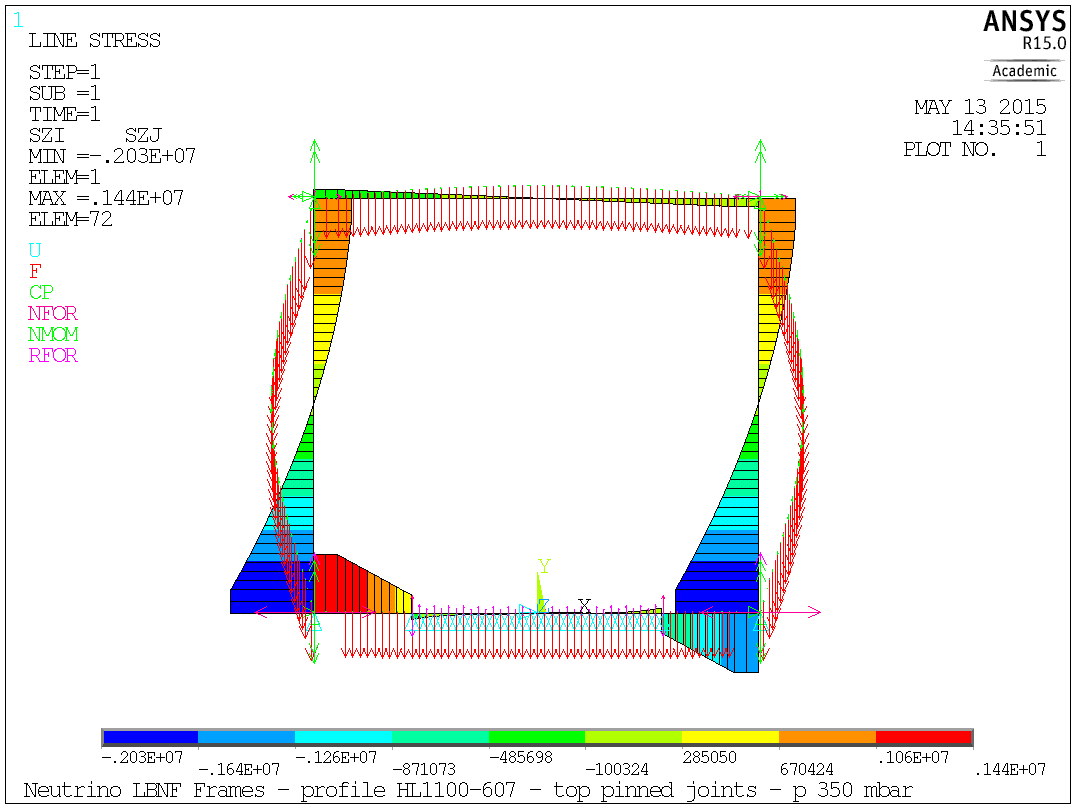 1
LINE STRESS
STEP=1
SUB =1
TIME=1
SZI SZJ
MIN =-.203E+07
ELEM=1
MAX =.144E+07
ELEM=72
U
F
CP
NFOR
NMOM
RFOR
ANSYS
R15.0
Academic
MAY 13 2015
14:35:51
PLOT NO. 1
Y
Z X
-.203E+07 -.126E+07 -485698 285050 .106E+07
-.164E+07 -871073 -100324 670424 .144E+07
Neutrino LBNF Frames - profile HL1100-607 - top pinned joints - p 350 mbar